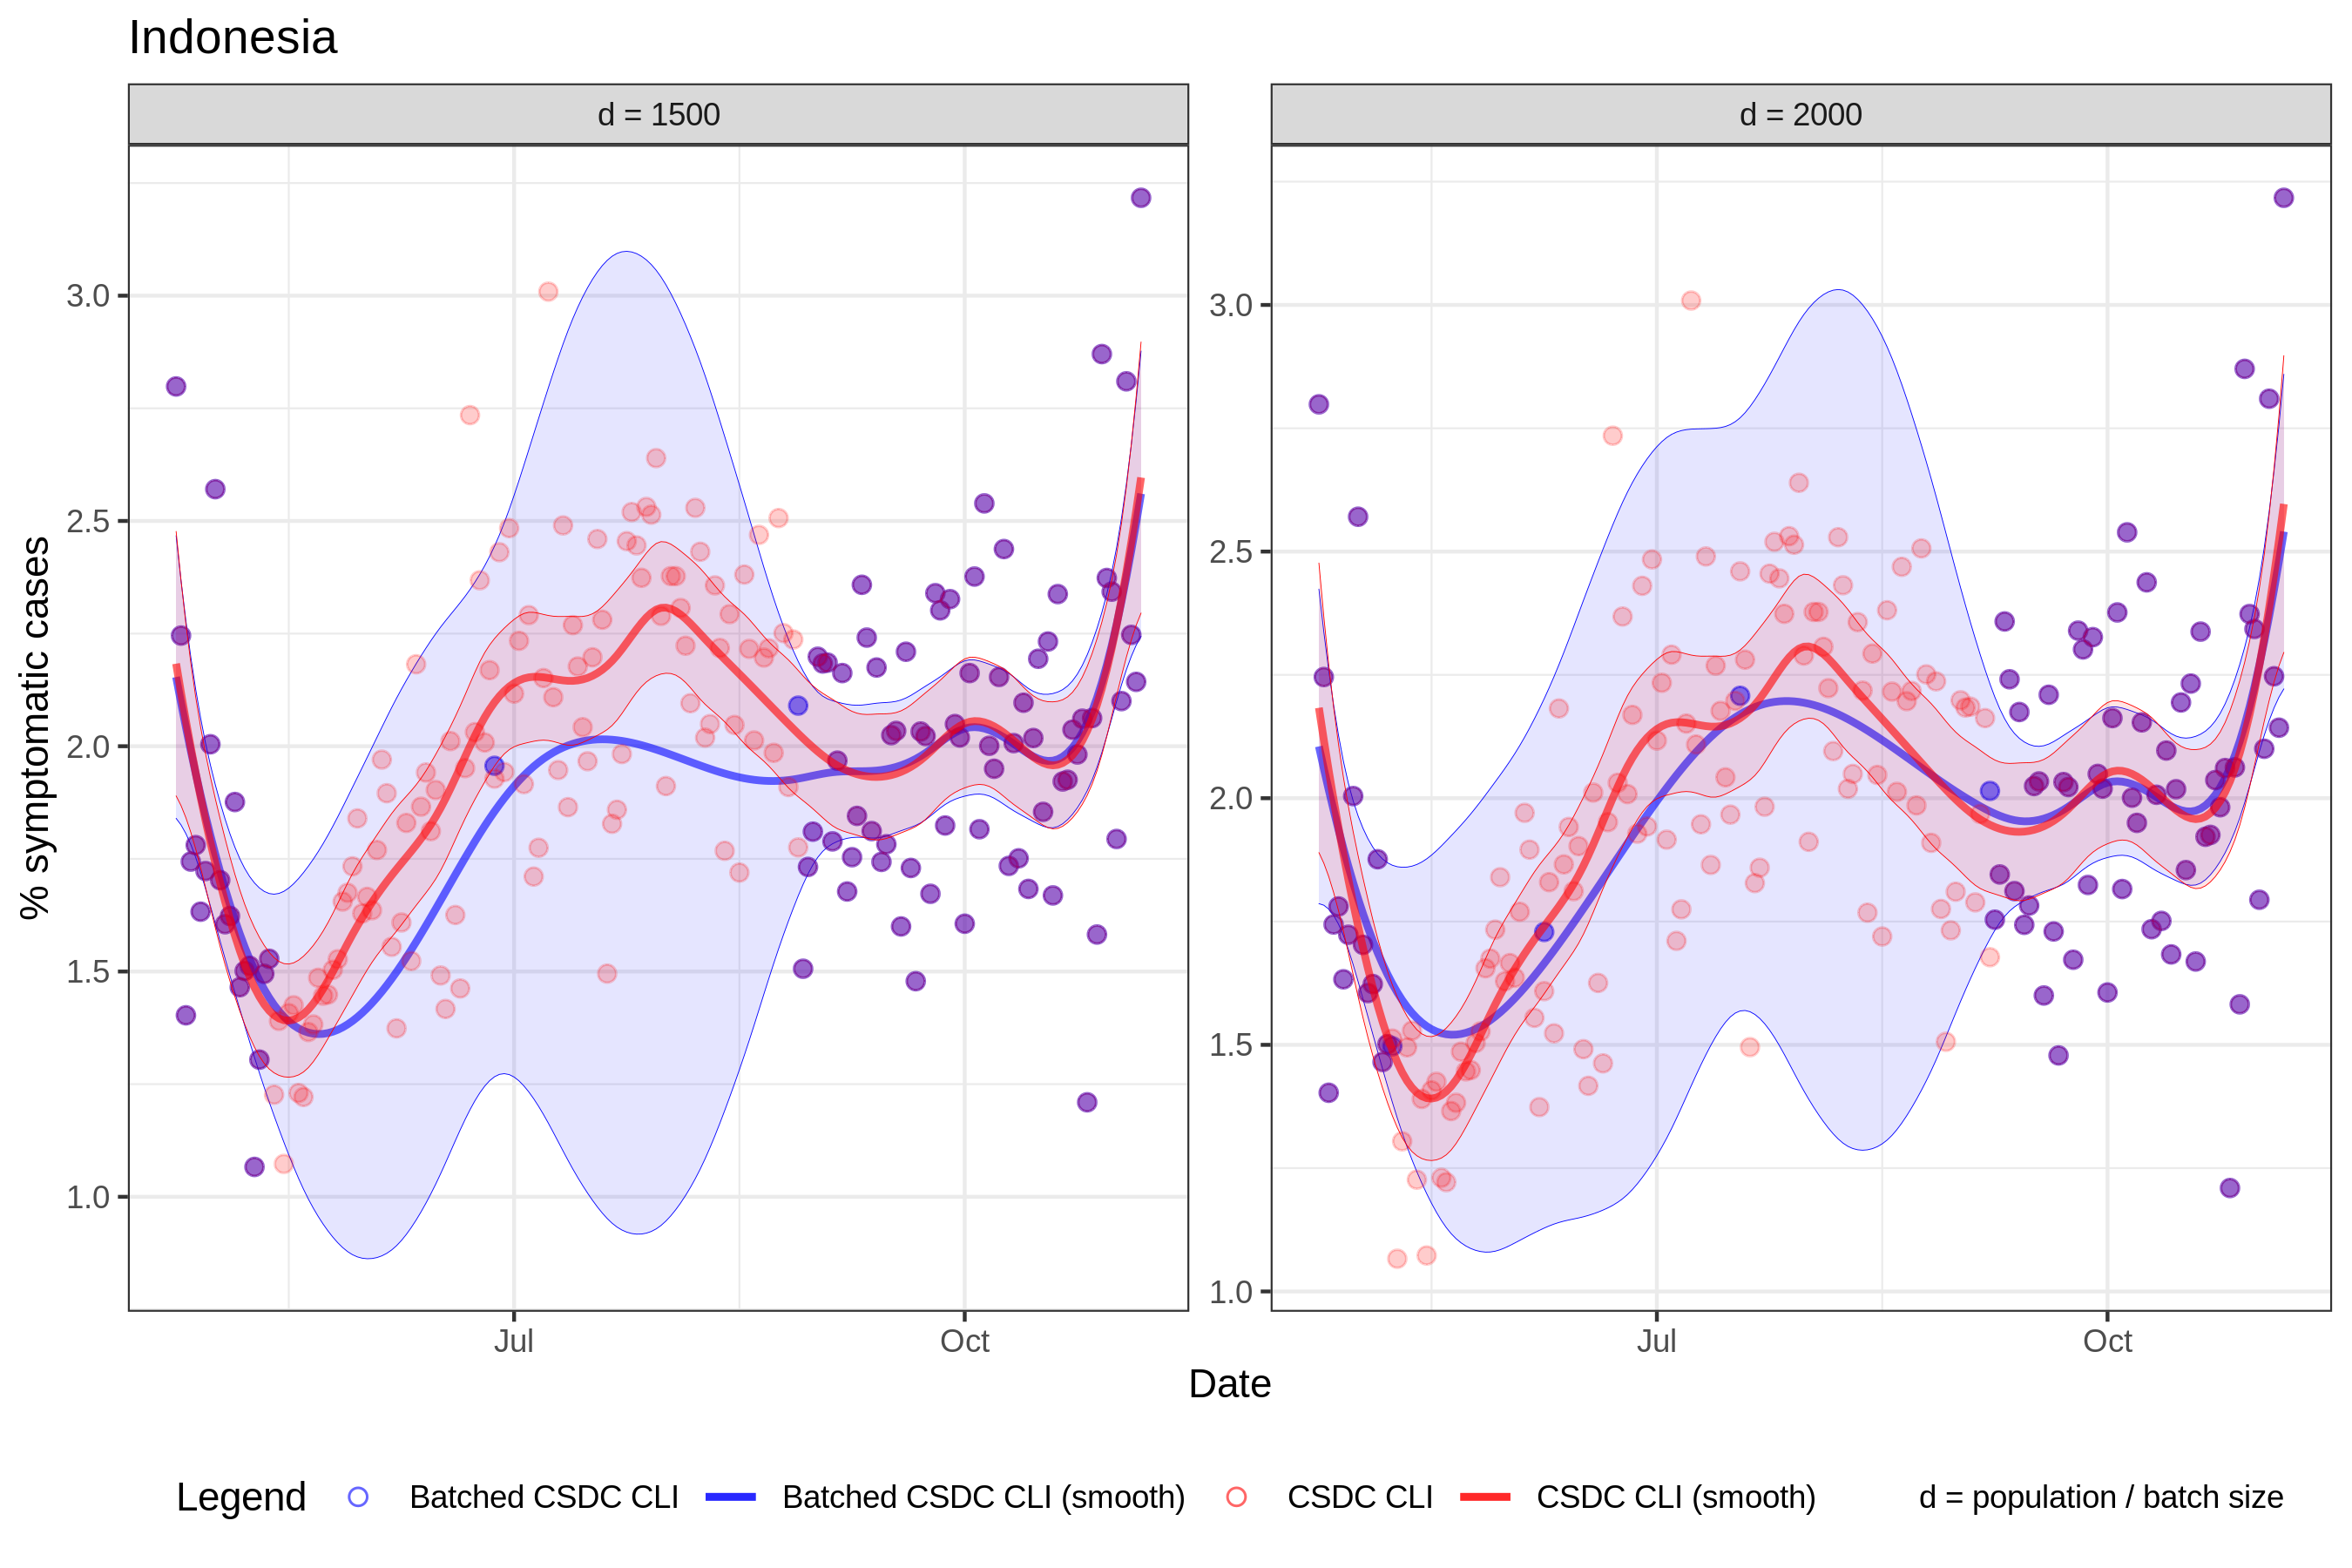 Indonesia
d = 1500
d = 2000
% symptomatic cases
3.0
2.5
2.0
1.5
1.0
3.0
2.5
2.0
1.5
1.0
Jul
Oct
Jul
Oct
Date
Legend
Batched CSDC CLI
Batched CSDC CLI (smooth)
CSDC CLI
CSDC CLI (smooth)
d = population / batch size